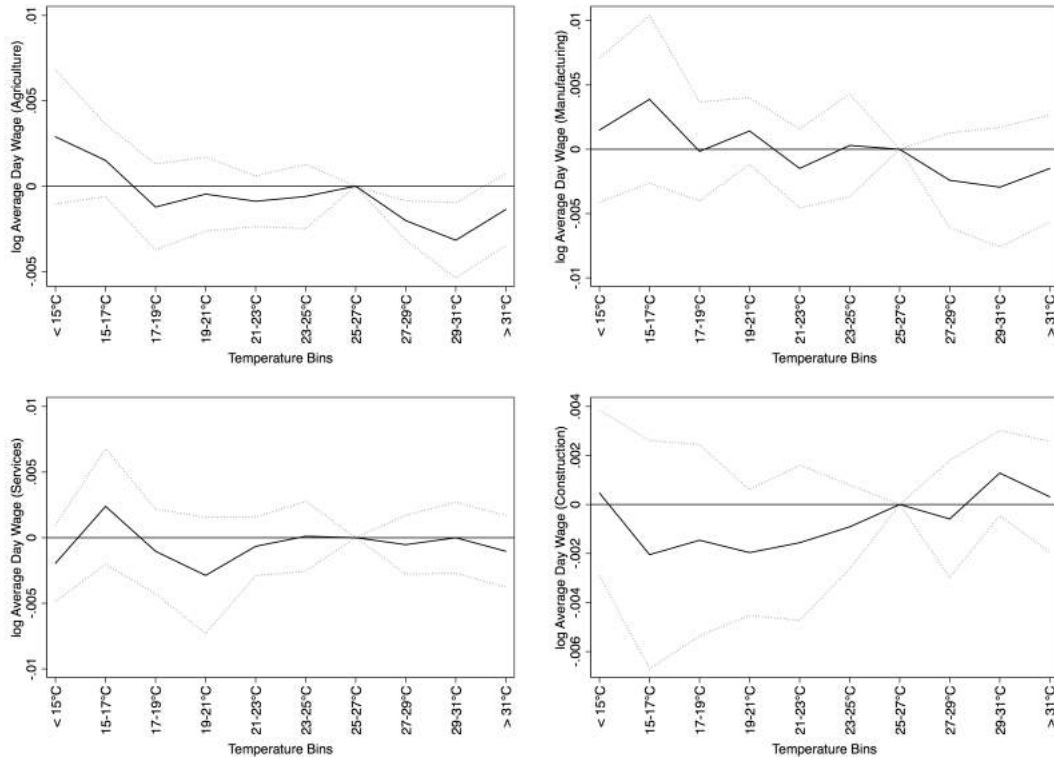 log Average Day Wage (Agriculture)
.01
.005
0
-.005
< 15°C
15-17°C
17-19°C
19-21°C
21-23°C
23-25°C
25-27°C
27-29°C
29-31°C
> 31°C
Temperature Bins
log Average Day Wage (Manufacturing)
.01
.005
0
-.005
-.01
< 15°C
15-17°C
17-19°C
19-21°C
21-23°C
23-25°C
25-27°C
27-29°C
29-31°C
> 31°C
Temperature Bins
log Average Day Wage (Services)
.01
.005
0
-.005
-.01
< 15°C
15-17°C
17-19°C
19-21°C
21-23°C
23-25°C
25-27°C
27-29°C
29-31°C
> 31°C
Temperature Bins
log Average Day Wage (Construction)
.004
.002
0
-.002
-.004
-.006
< 15°C
15-17°C
17-19°C
19-21°C
21-23°C
23-25°C
25-27°C
27-29°C
29-31°C
> 31°C
Temperature Bins